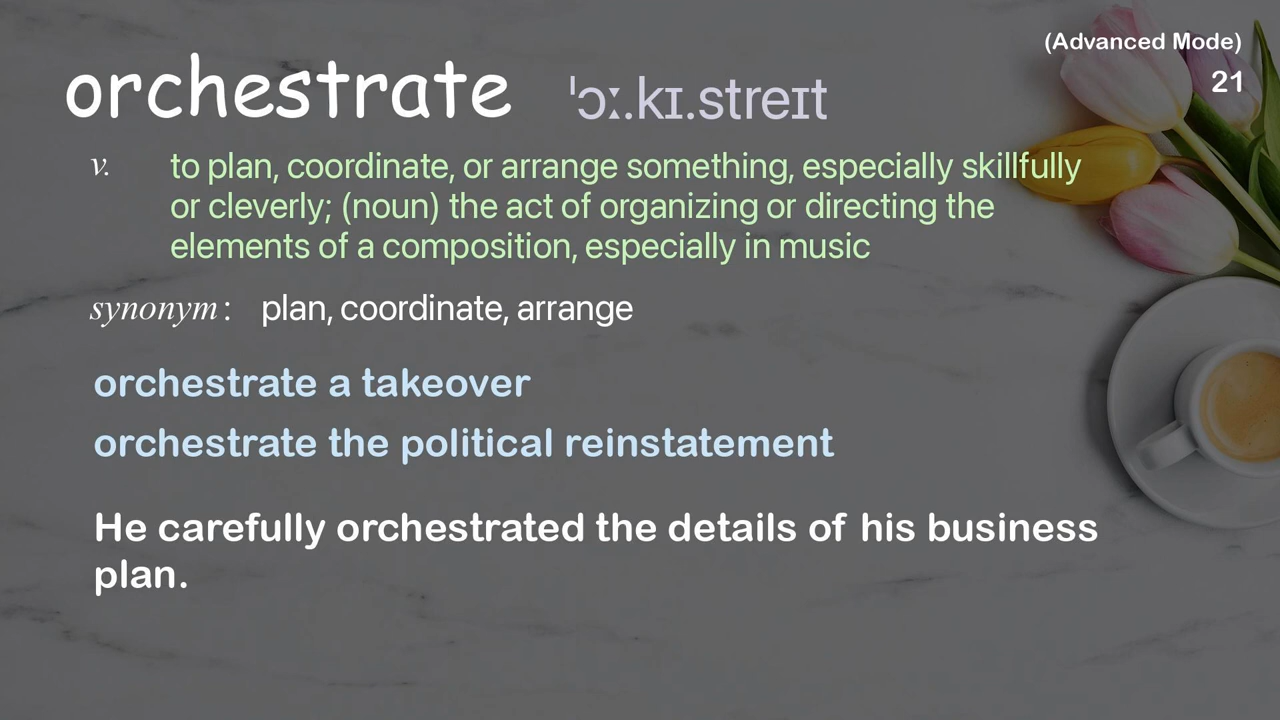 (Advanced Mode)
21
orchestrate ˈɔː.kɪ.streɪt
v. to plan, coordinate, or arrange something, especially skillfully
or cleverly; (noun) the act of organizing or directing the
elements of a composition, especially in music
synonym: plan, coordinate, arrange
orchestrate a takeover
orchestrate the political reinstatement
He carefully orchestrated the details of his business
plan.